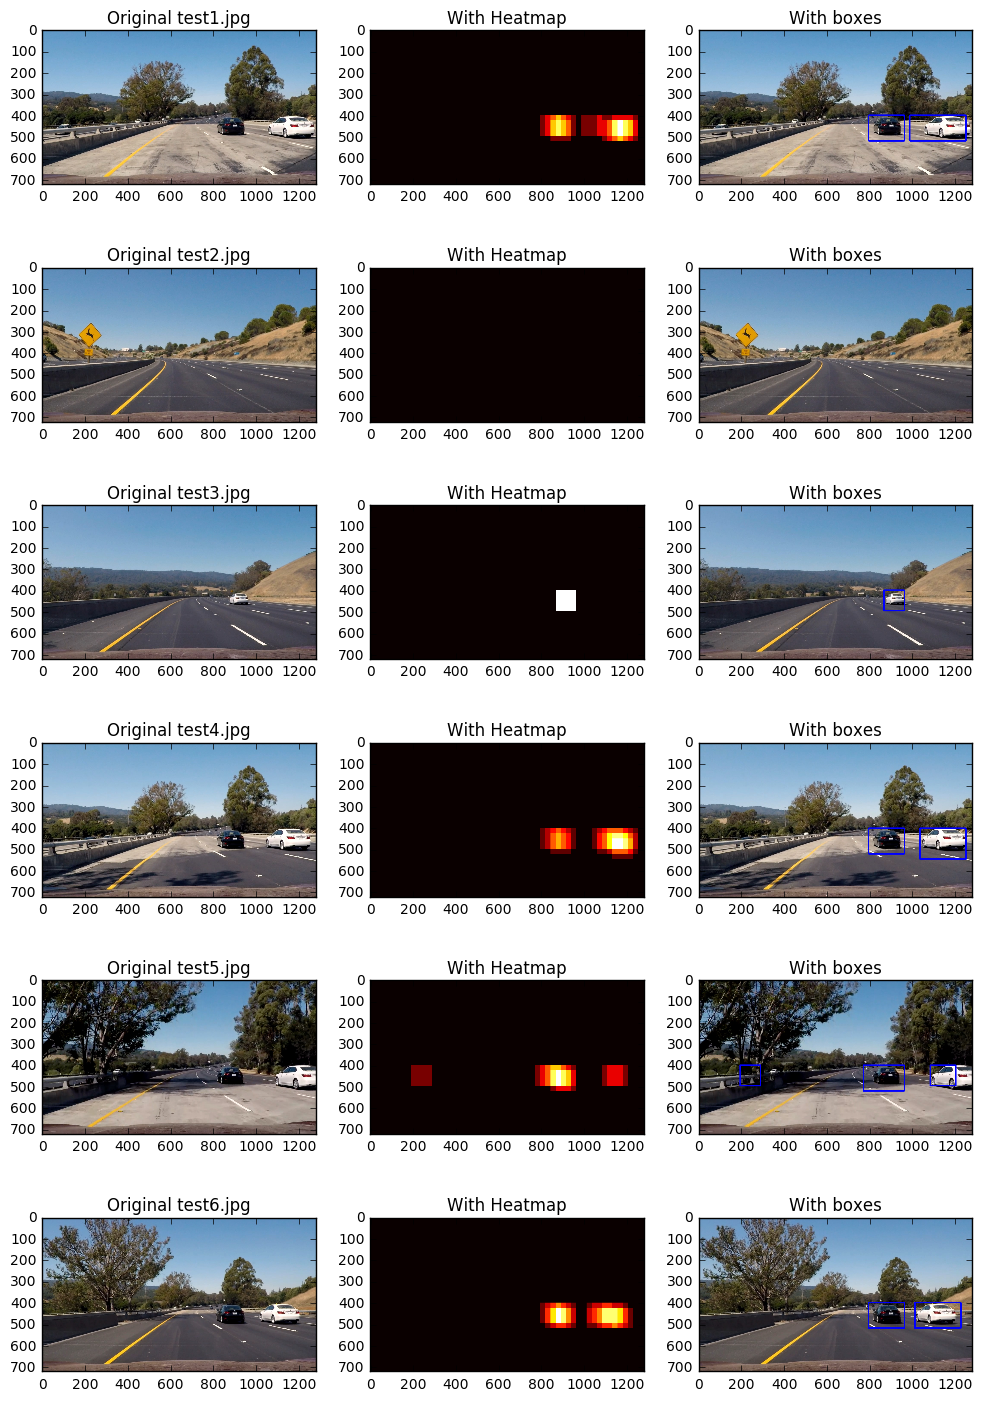 Original test1.jpg With Heatmap With boxes
0 0 0
100 100 100
200 200 200
300 300 300
400 400 400
500 500 500
600 600 600
700 700 700
0 200 400 600 800 1000 1200 0 200 400 600 800 1000 1200 0 200 400 600 800 1000 1200
Original test2.jpg With Heatmap With boxes
0 0 0
100 100 100
200 200 200
300 300 300
400 400 400
500 500 500
600 600 600
700 700 700
0 200 400 600 800 1000 1200 0 200 400 600 800 1000 1200 0 200 400 600 800 1000 1200
Original test3.jpg With Heatmap With boxes
0 0 0
100 100 100
200 200 200
300 300 300
400 400 400
500 500 500
600 600 600
700 700 700
0 200 400 600 800 1000 1200 0 200 400 600 800 1000 1200 0 200 400 600 800 1000 1200
Original test4.jpg With Heatmap With boxes
0 0 0
100 100 100
200 200 200
300 300 300
400 400 400
500 500 500
600 600 600
700 700 700
0 200 400 600 800 1000 1200 0 200 400 600 800 1000 1200 0 200 400 600 800 1000 1200
Original test5.jpg With Heatmap With boxes
0 0 0
100 100 100
200 200 200
300 300 300
400 400 400
500 500 500
600 600 600
700 700 700
0 200 400 600 800 1000 1200 0 200 400 600 800 1000 1200 0 200 400 600 800 1000 1200
Original test6.jpg With Heatmap With boxes
0 0 0
100 100 100
200 200 200
300 300 300
400 400 400
500 500 500
600 600 600
700 700 700
0 200 400 600 800 1000 1200 0 200 400 600 800 1000 1200 0 200 400 600 800 1000 1200